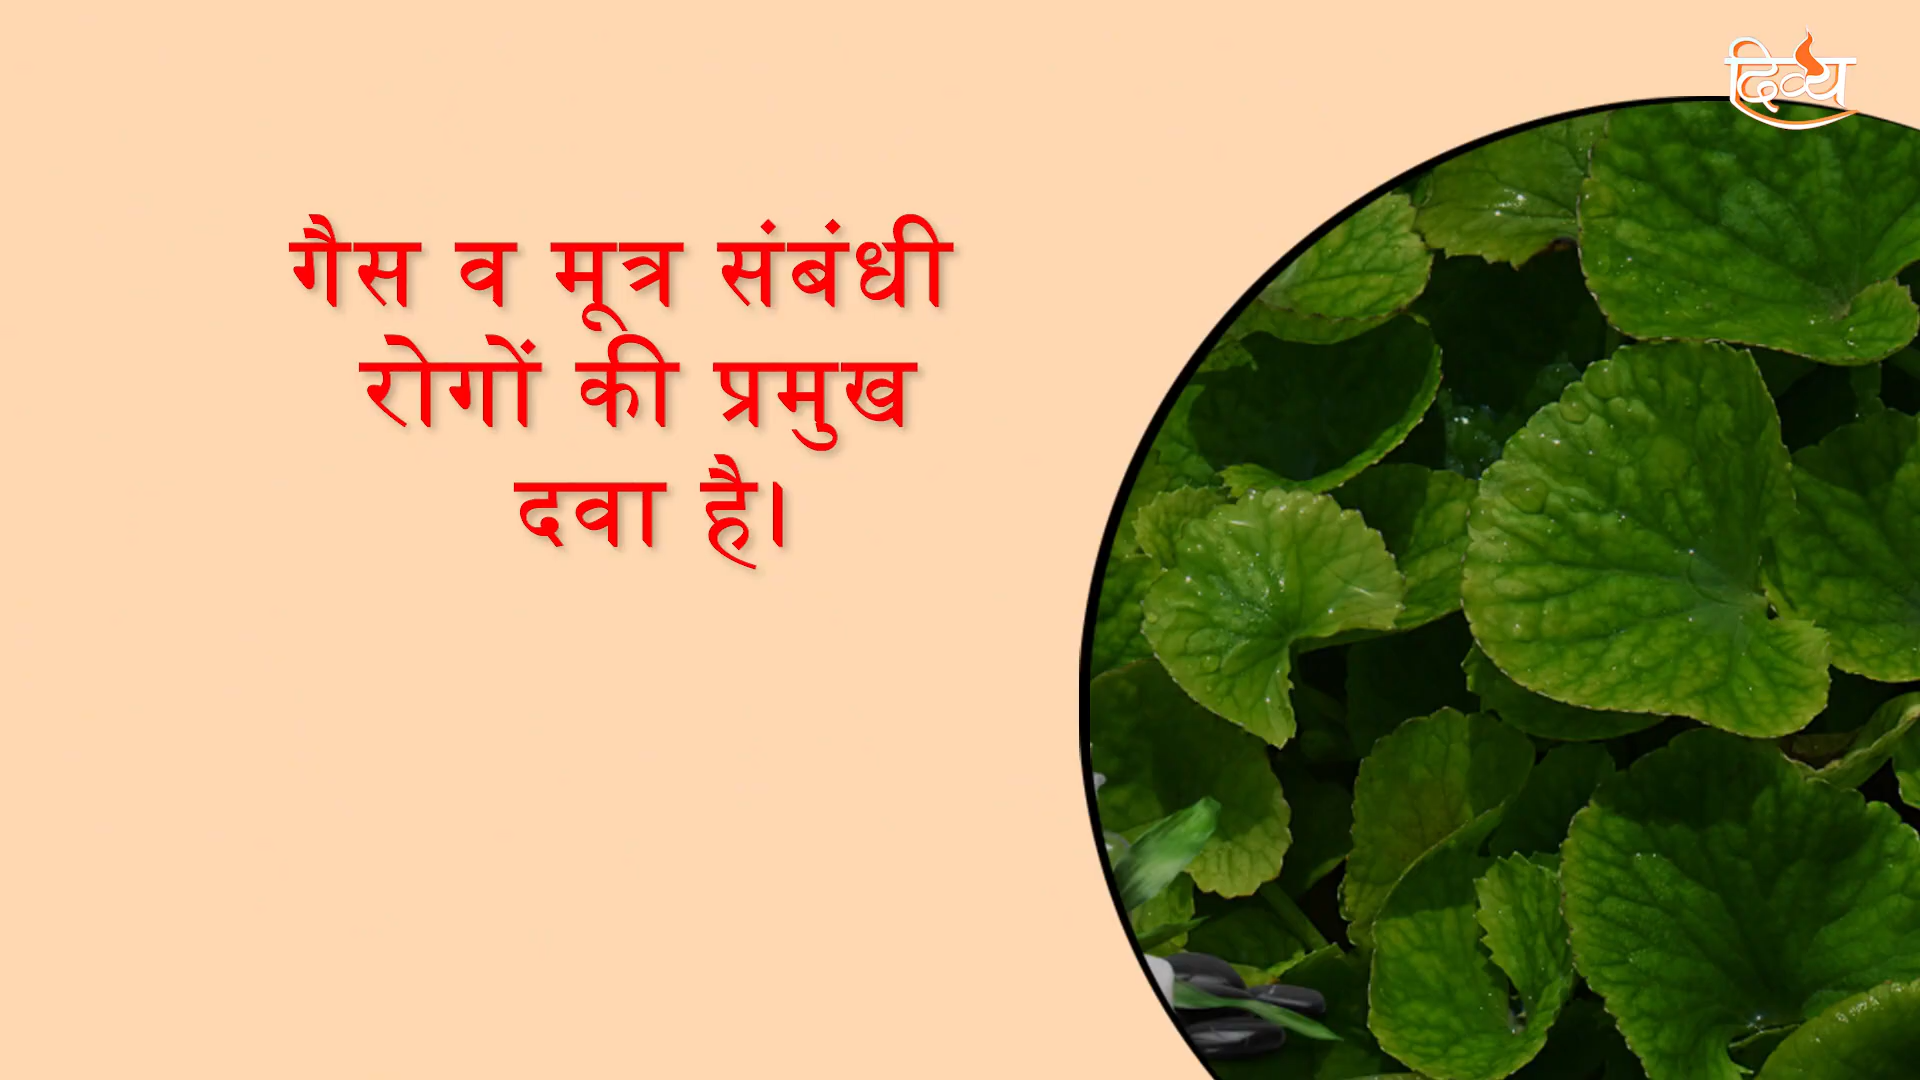 दिव्य
गैस व मूत्र संबंधी
रोगों की प्रमुख
दवा है।